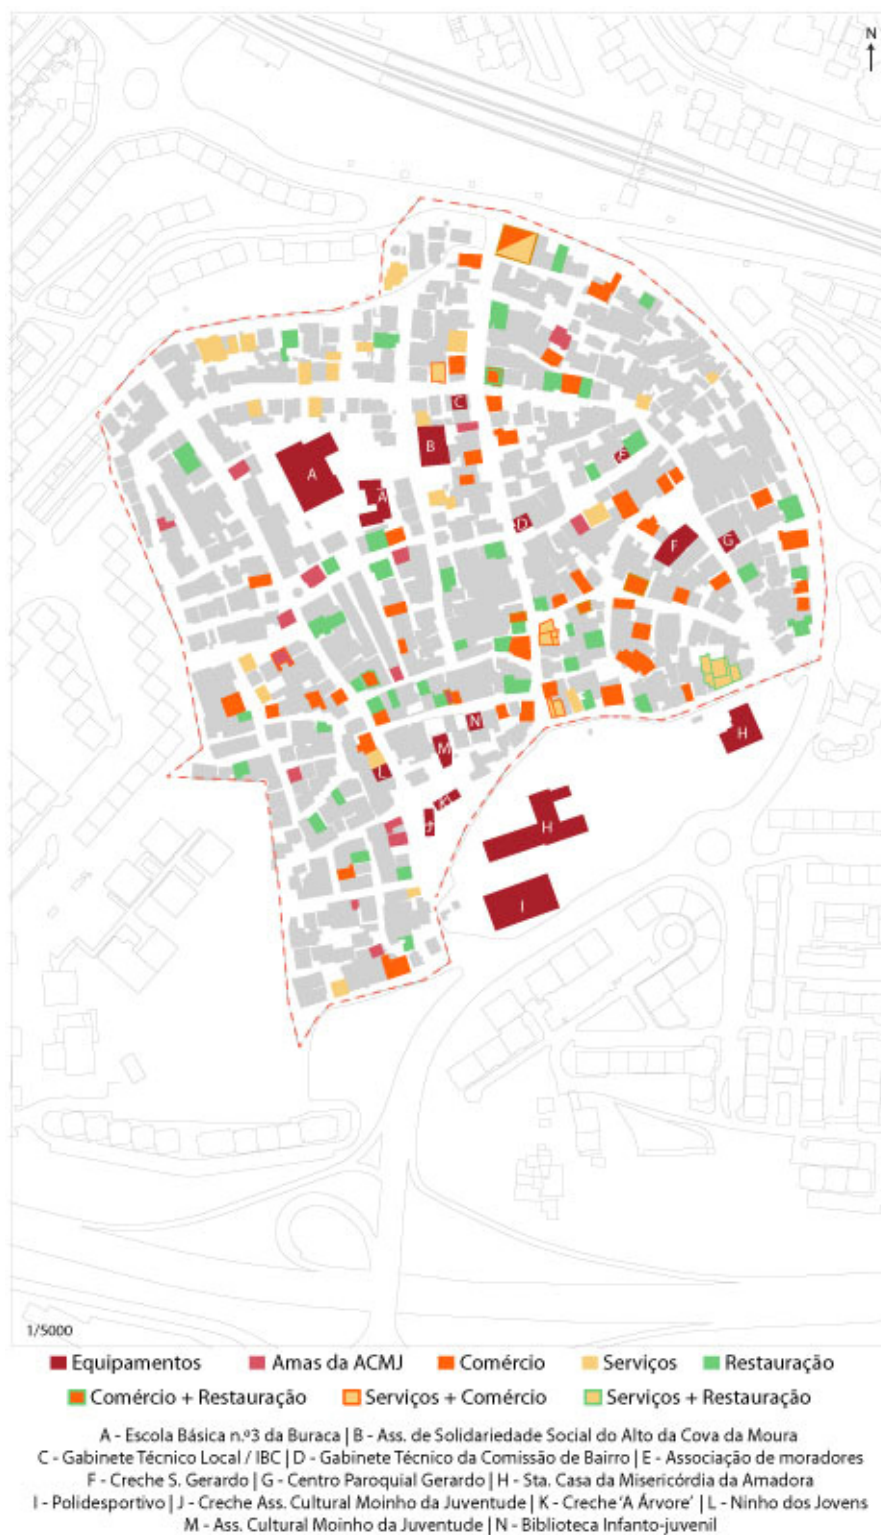 N
C
B
A
A
E
D
F
G
H
N
M
L
K
J
H
I
1/5000
Equipamentos Amas da ACMJ Comércio Serviços Restauração
Comércio + Restauração Serviços + Comércio Serviços + Restauração
A - Escola Básica n.º3 da Buraca | B - Ass. de Solidariedade Social do Alto da Cova da Moura
C - Gabinete Técnico Local / IBC | D - Gabinete Técnico da Comissão de Bairro | E - Associação de moradores
F - Creche S. Gerardo | G - Centro Paroquial Gerardo | H - Sta. Casa da Misericórdia da Amadora
I - Polidesportivo | J - Creche Ass. Cultural Moinho da Juventude | K - Creche 'A Árvore' | L - Ninho dos Jovens
M - Ass. Cultural Moinho da Juventude | N - Biblioteca Infanto-juvenil